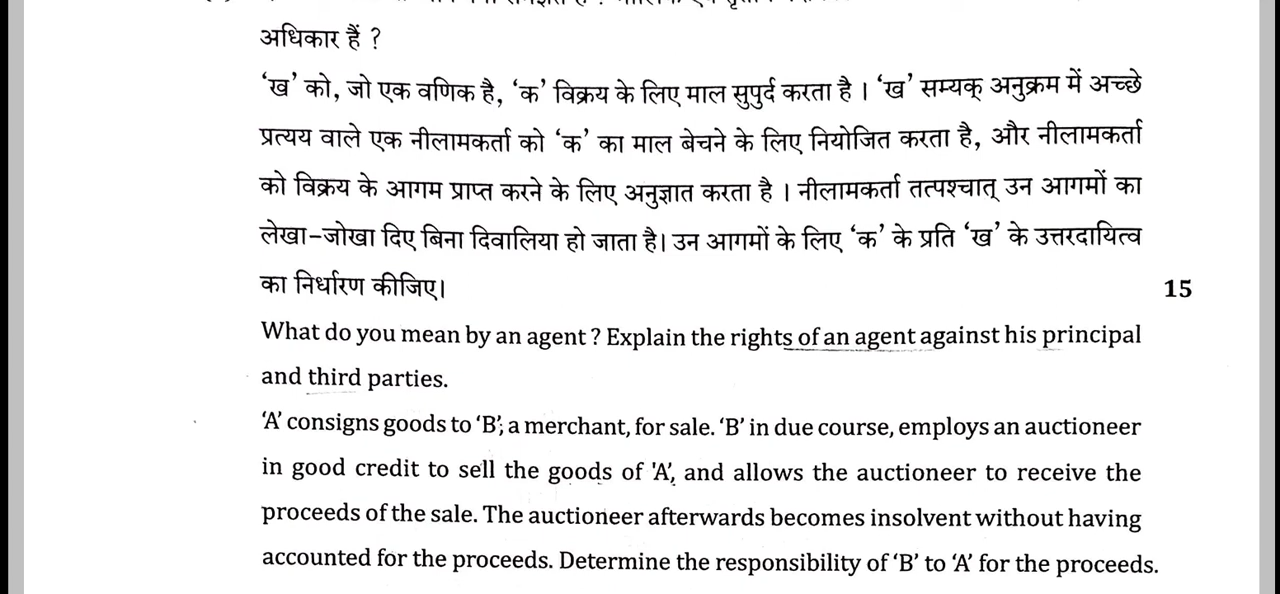 अधिकार हैं ?
‘ख’ को, जो एक वणिक है, ‘क’ विक्रय के लिए माल सुपुर्द करता है । ‘ख’ सम्यक् अनुक्रम में अच्छे
प्रत्यय वाले एक नीलामकर्ता को ‘क’ का माल बेचने के लिए नियोजित करता है, और नीलामकर्ता
को विक्रय के आगम प्राप्त करने के लिए अनुज्ञात करता है । नीलामकर्ता तत्पश्चात् उन आगमों का
लेखा-जोखा दिए बिना दिवालिया हो जाता है। उन आगमों के लिए ‘क’ के प्रति ‘ख’ के उत्तरदायित्व
का निर्धारण कीजिए।
15
What do you mean by an agent ? Explain the rights of an agent against his principal
and third parties.
‘A’ consigns goods to ‘B’; a merchant, for sale. ‘B’ in due course, employs an auctioneer
in good credit to sell the goods of 'A’, and allows the auctioneer to receive the
proceeds of the sale. The auctioneer afterwards becomes insolvent without having
accounted for the proceeds. Determine the responsibility of ‘B’ to ‘A’ for the proceeds.